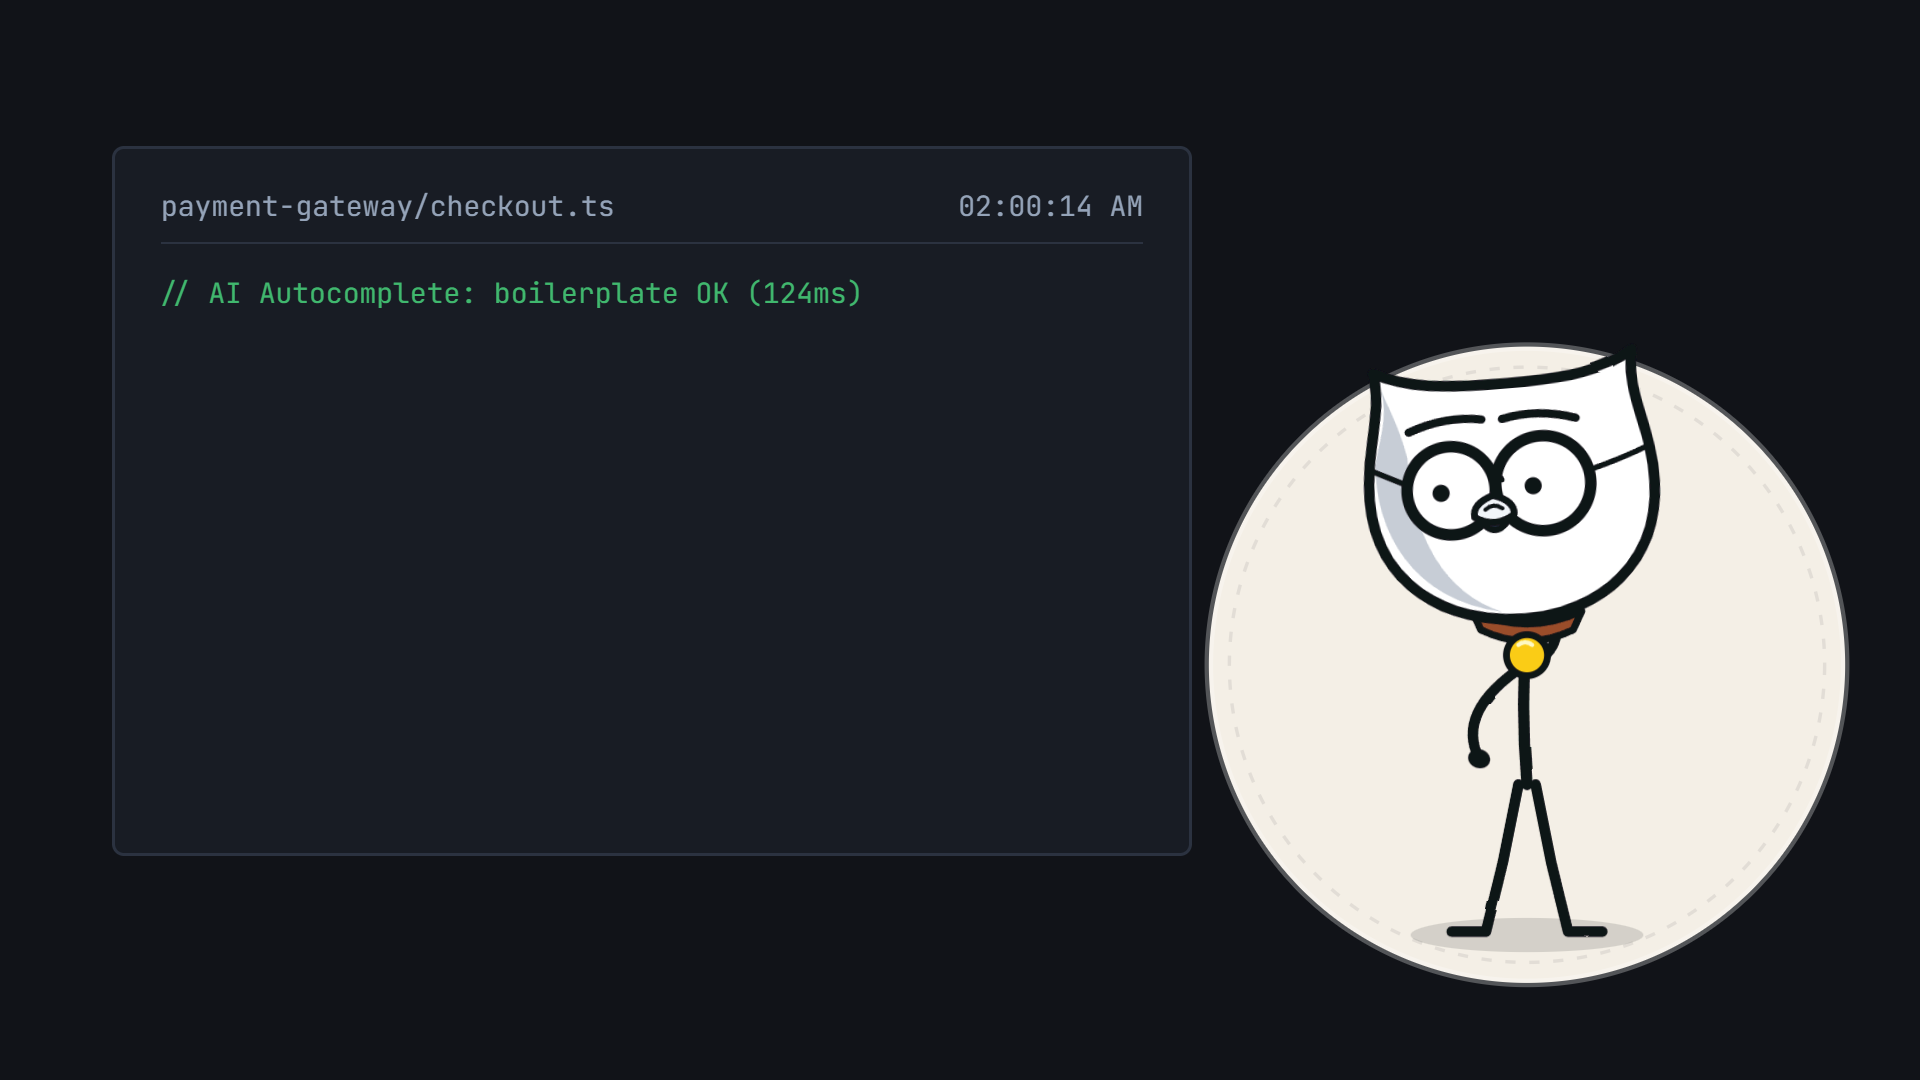 payment-gateway/checkout.ts 02:00:14 AM
// AI Autocomplete: boilerplate OK (124ms)